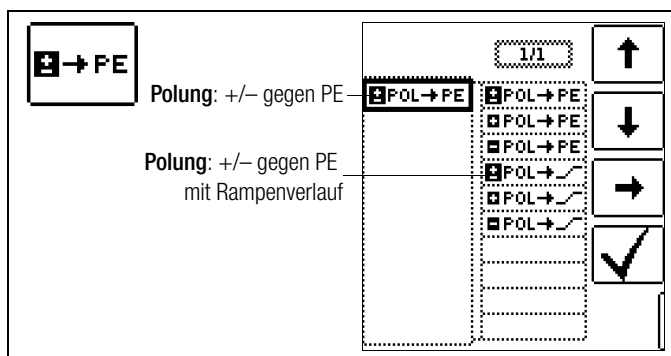 ±→PE
1/1
Polung: +/– gegen PE
±POL→PE
±POL→PE
+POL→PE
-POL→PE
Polung: +/– gegen PE
mit Rampenverlauf
±POL→
+POL→
-POL→